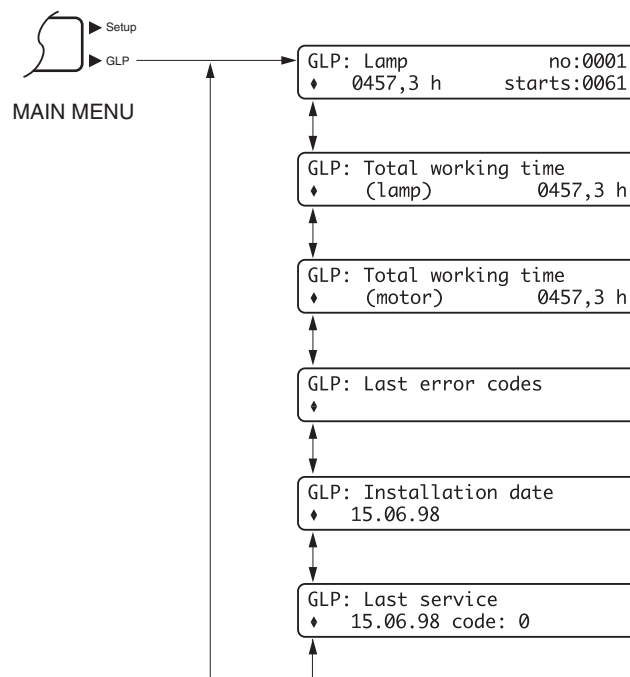 Setup
GLP
MAIN MENU
GLP: Lamp no:0001
0457,3 h starts:0061
GLP: Total working time
(lamp) 0457,3 h
GLP: Total working time
(motor) 0457,3 h
GLP: Last error codes
GLP: Installation date
15.06.98
GLP: Last service
15.06.98 code: 0